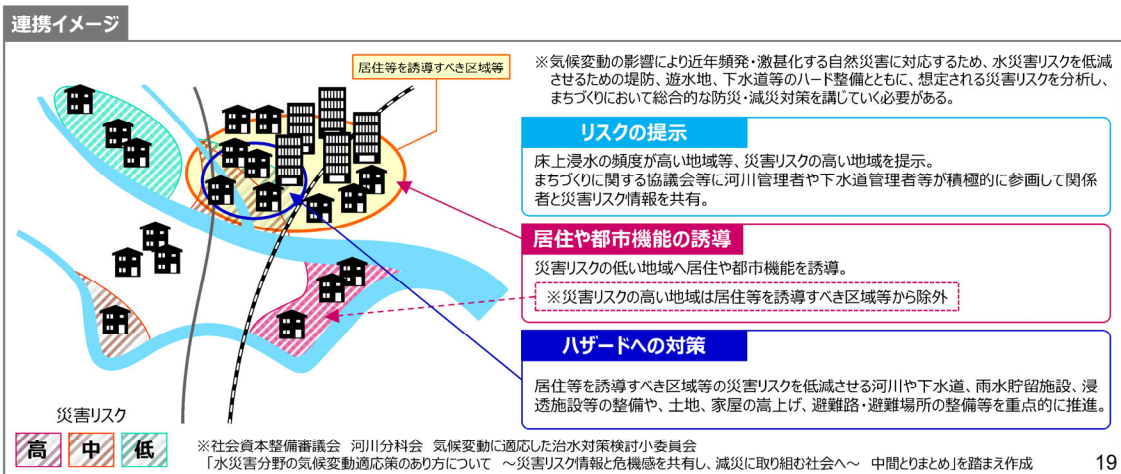 連携イメージ
居住等を誘導すべき区域等
※気候変動の影響により近年頻発・激甚化する自然災害に対応するため、水災害リスクを低減
させるための堤防、遊水地、下水道等のハード整備とともに、想定される災害リスクを分析し、
まちづくりにおいて総合的な防災・減災対策を講じていく必要がある。
リスクの提示
床上浸水の頻度が高い地域等、災害リスクの高い地域を提示。
まちづくりに関する協議会等に河川管理者や下水道管理者等が積極的に参画して関係
者と災害リスク情報を共有。
居住や都市機能の誘導
災害リスクの低い地域へ居住や都市機能を誘導。
※災害リスクの高い地域は居住等を誘導すべき区域等から除外
ハザードへの対策
居住等を誘導すべき区域等の災害リスクを低減させる河川や下水道、雨水貯留施設、浸
透施設等の整備や、土地、家屋の嵩上げ、避難路・避難場所の整備等を重点的に推進。
災害リスク
高 中 低
※社会資本整備審議会 河川分科会 気候変動に適応した治水対策検討小委員会
「水災害分野の気候変動適応策のあり方について ～災害リスク情報と危機感を共有し、減災に取り組む社会へ～ 中間とりまとめ」を踏まえ作成
19